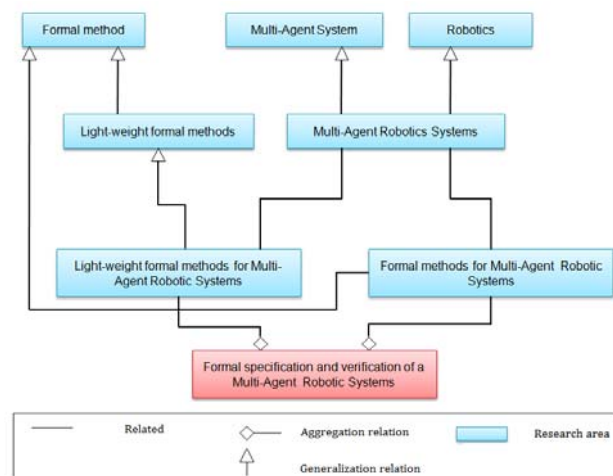 Formal method
Multi-Agent System
Robotics
Light-weight formal methods
Multi-Agent Robotics Systems
Light-weight formal methods for Multi-
Agent Robotic Systems
Formal methods for Multi-Agent Robotic
Systems
Formal specification and verification of a
Multi-Agent Robotic Systems
Related
Aggregation relation
Research area
Generalization relation